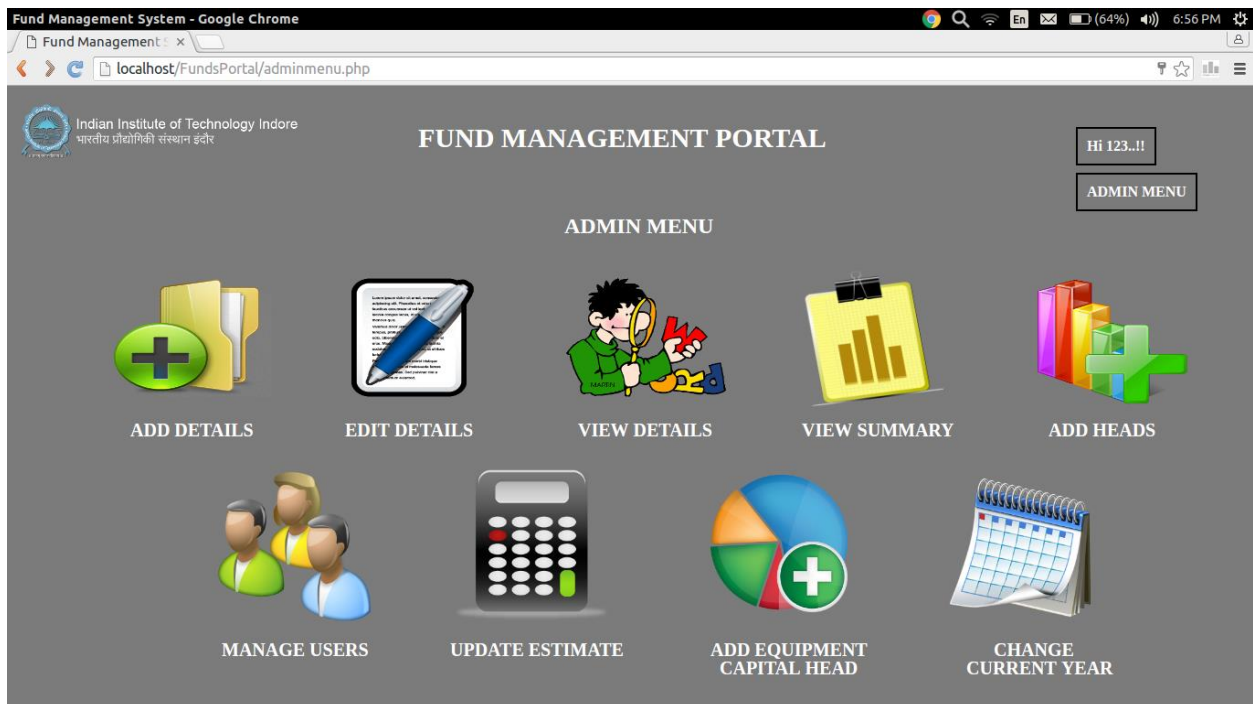 Fund Management System - Google Chrome
En (64%) 6:56 PM
Fund Management S
localhost/FundsPortal/adminmenu.php
Indian Institute of Technology Indore
भारतीय प्रौद्योगिकी संस्थान इंदौर
FUND MANAGEMENT PORTAL
Hi 123..!!
ADMIN MENU
ADMIN MENU
ADD DETAILS
EDIT DETAILS
VIEW DETAILS
VIEW SUMMARY
ADD HEADS
MANAGE USERS
UPDATE ESTIMATE
ADD EQUIPMENT
CAPITAL HEAD
CHANGE
CURRENT YEAR